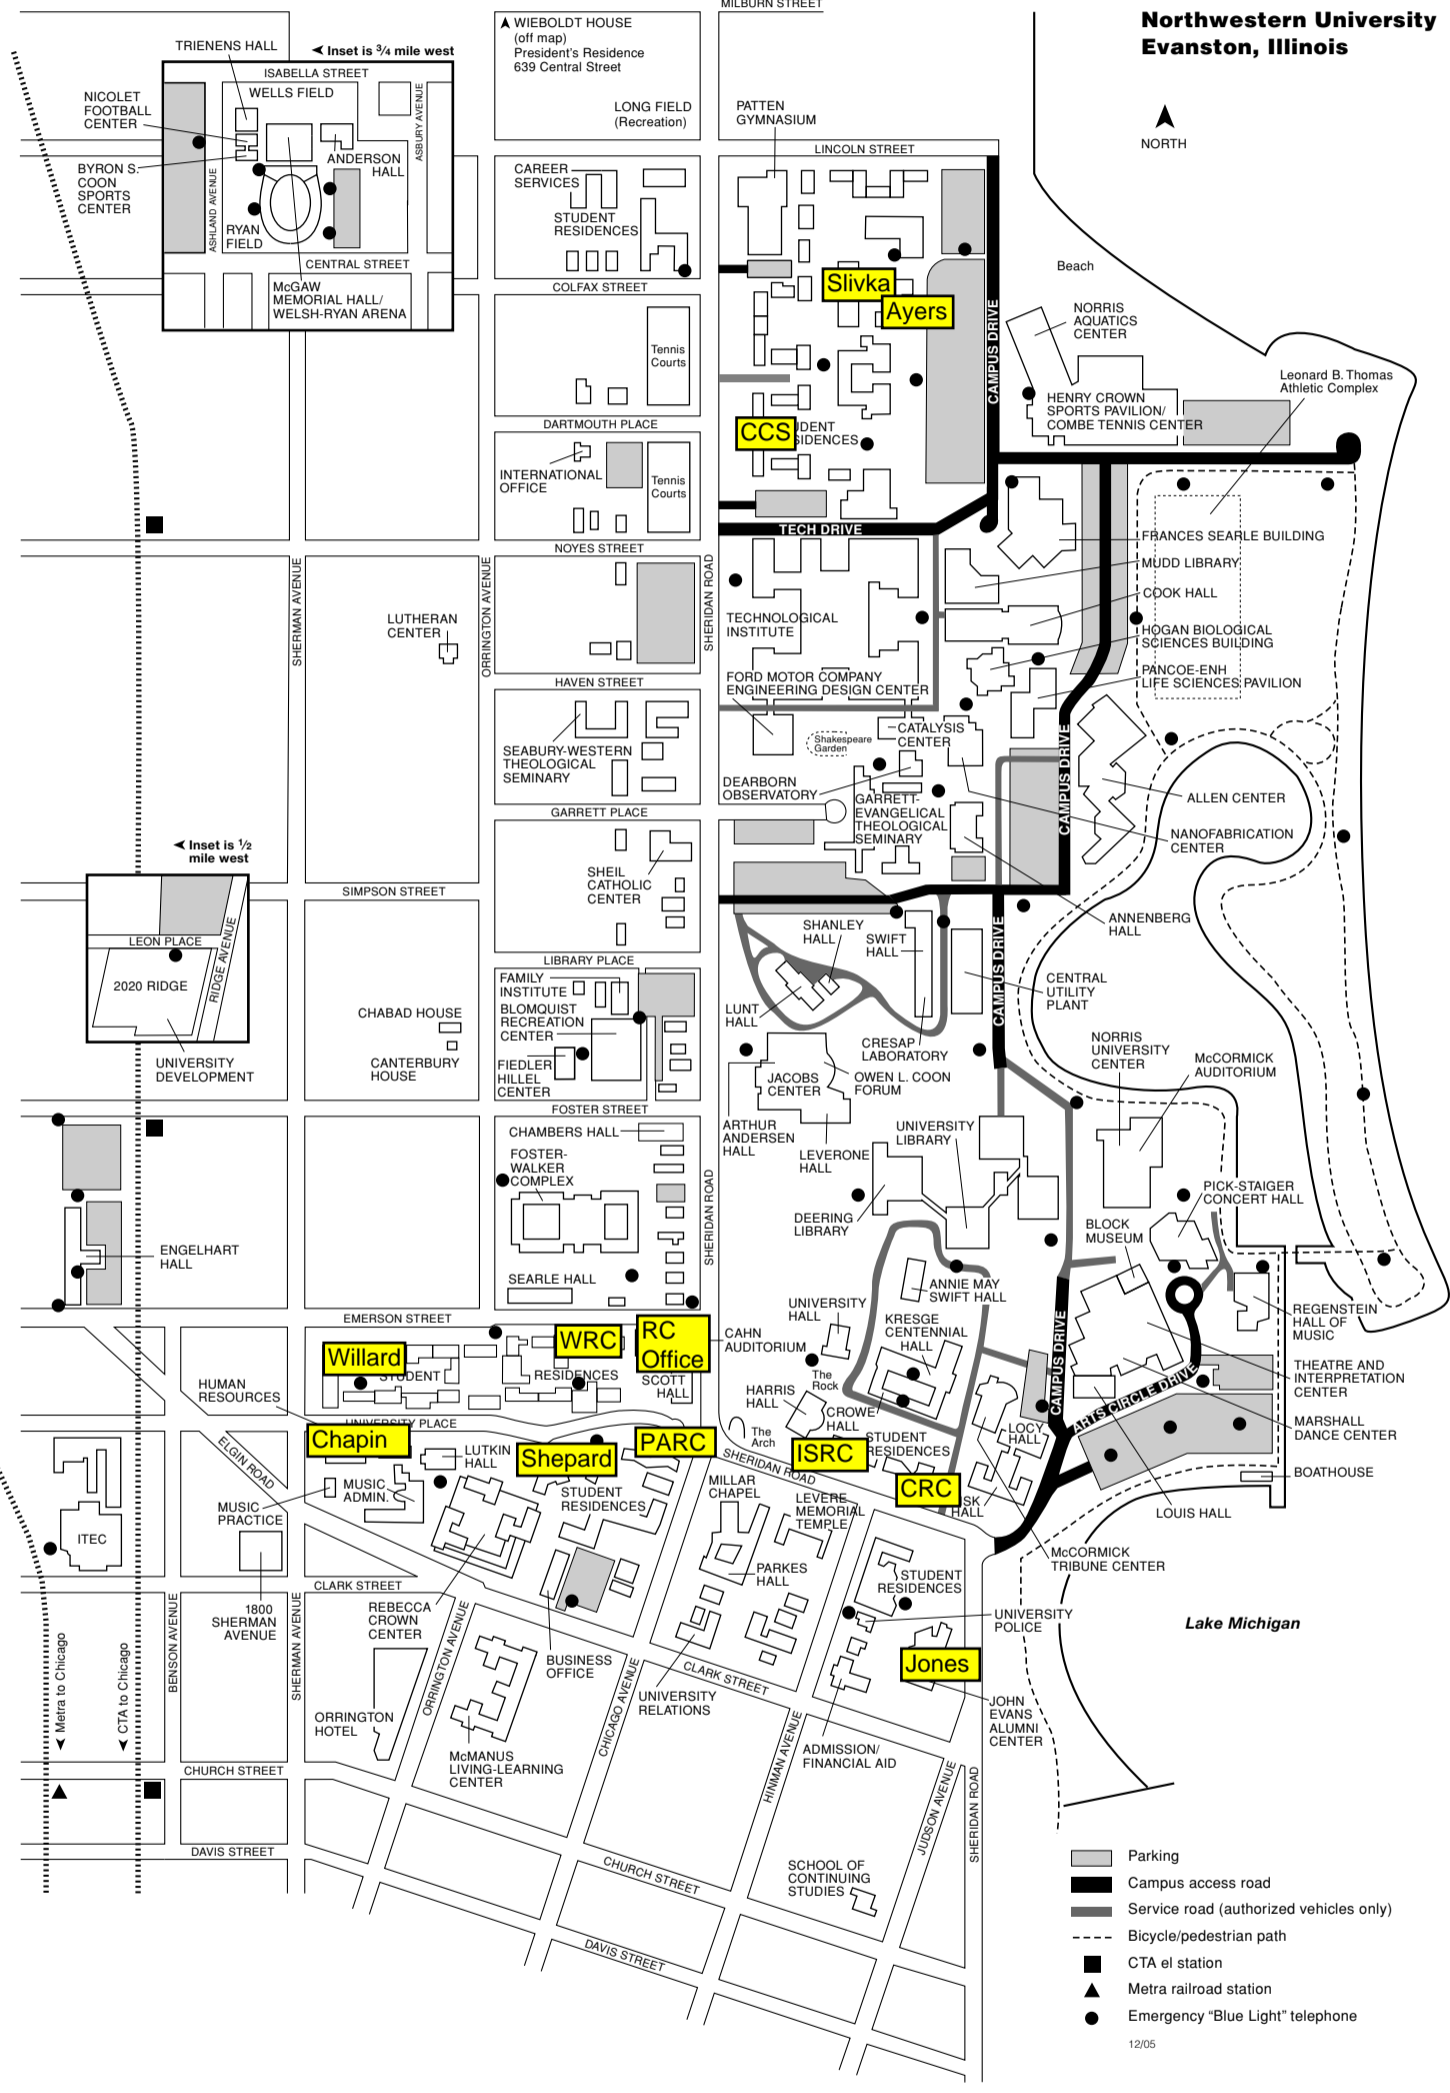 MILBURN STREET
Northwestern University
Evanston, Illinois
NORTH
WIEBOLDT HOUSE
(off map)
President's Residence
639 Central Street
LONG FIELD
(Recreation)
TRIENENS HALL
Inset is 3/4 mile west
ISABELLA STREET
WELLS FIELD
NICOLET
FOOTBALL
CENTER
ASBURY AVENUE
BYRON S.
COON
SPORTS
CENTER
ANDERSON
HALL
ASHLAND AVENUE
RYAN
FIELD
CENTRAL STREET
McGAW
MEMORIAL HALL/
WELSH-RYAN ARENA
PATTEN
GYMNASIUM
LINCOLN STREET
CAREER
SERVICES
STUDENT
RESIDENCES
COLFAX STREET
Slivka
Ayers
Beach
CAMPUS DRIVE
NORRIS
AQUATICS
CENTER
Tennis
Courts
Leonard B. Thomas
Athletic Complex
HENRY CROWN
SPORTS PAVILION/
COMBE TENNIS CENTER
DARTMOUTH PLACE
CCS
UDENT
SIDENCES
INTERNATIONAL
OFFICE
Tennis
Courts
TECH DRIVE
NOYES STREET
FRANCES SEARLE BUILDING
MUDD LIBRARY
COOK HALL
SHERMAN AVENUE
ORRINGTON AVENUE
SHERIDAN ROAD
LUTHERAN
CENTER
TECHNOLOGICAL
INSTITUTE
HOGAN BIOLOGICAL
SCIENCES BUILDING
PANCOE-ENH
LIFE SCIENCES PAVILION
HAVEN STREET
FORD MOTOR COMPANY
ENGINEERING DESIGN CENTER
SEABURY-WESTERN
THEOLOGICAL
SEMINARY
Shakespeare
Garden
CATALYSIS
CENTER
CAMPUS DRIVE
DEARBORN
OBSERVATORY
GARRETT-
EVANGELICAL
THEOLOGICAL
SEMINARY
ALLEN CENTER
NANOFABRICATION
CENTER
GARRETT PLACE
Inset is 1/2
mile west
SHEIL
CATHOLIC
CENTER
SIMPSON STREET
LEON PLACE
2020 RIDGE
RIDGE AVENUE
UNIVERSITY
DEVELOPMENT
SHANLEY
HALL
SWIFT
HALL
ANNENBERG
HALL
CAMPUS DRIVE
LIBRARY PLACE
FAMILY
INSTITUTE
BLOMQUIST
RECREATION
CENTER
FIEDLER
HILLEL
CENTER
CHABAD HOUSE
CANTERBURY
HOUSE
LUNT
HALL
CENTRAL
UTILITY
PLANT
CRESAP
LABORATORY
JACOBS
CENTER
OWEN L. COON
FORUM
NORRIS
UNIVERSITY
CENTER
McCORMICK
AUDITORIUM
FOSTER STREET
CHAMBERS HALL
FOSTER-
WALKER
COMPLEX
ARTHUR
ANDERSEN
HALL
LEVERONE
HALL
UNIVERSITY
LIBRARY
SHERIDAN ROAD
DEERING
LIBRARY
PICK-STAIGER
CONCERT HALL
BLOCK
MUSEUM
ENGELHART
HALL
SEARLE HALL
ANNIE MAY
SWIFT HALL
UNIVERSITY
HALL
KRESGE
CENTENNIAL
HALL
REGENSTEIN
HALL OF
MUSIC
EMERSON STREET
Willard
WRC
RC
Office
CAHN
AUDITORIUM
STUDENT
RESIDENCES
SCOTT
HALL
The
Rock
CAMPUS DRIVE
ARTS CIRCLE DRIVE
THEATRE AND
INTERPRETATION
CENTER
HUMAN
RESOURCES
HARRIS
HALL
CROWE
HALL
MARSHALL
DANCE CENTER
UNIVERSITY PLACE
Chapin
Shepard
PARC
The
Arch
ISRC
STUDENT
RESIDENCES
LOCY
HALL
ELGIN ROAD
LUTKIN
HALL
SHERIDAN ROAD
CRC
SK
HALL
BOATHOUSE
LOUIS HALL
MUSIC
ADMIN.
MUSIC
PRACTICE
STUDENT
RESIDENCES
MILLAR
CHAPEL
LEVERE
MEMORIAL
TEMPLE
ITEC
McCORMICK
TRIBUNE CENTER
PARKES
HALL
STUDENT
RESIDENCES
CLARK STREET
1800
SHERMAN
AVENUE
REBECCA
CROWN
CENTER
UNIVERSITY
POLICE
Lake Michigan
Metra to Chicago
CTA to Chicago
BENSON AVENUE
SHERMAN AVENUE
ORRINGTON AVENUE
BUSINESS
OFFICE
CLARK STREET
Jones
UNIVERSITY
RELATIONS
CHICAGO AVENUE
HINMAN AVENUE
ORRINGTON
HOTEL
JOHN
EVANS
ALUMNI
CENTER
McMANUS
LIVING-LEARNING
CENTER
ADMISSION/
FINANCIAL AID
CHURCH STREET
JUDSON AVENUE
SHERIDAN ROAD
DAVIS STREET
CHURCH STREET
SCHOOL OF
CONTINUING
STUDIES
DAVIS STREET
Parking
Campus access road
Service road (authorized vehicles only)
Bicycle/pedestrian path
CTA el station
Metra railroad station
Emergency “Blue Light” telephone
12/05